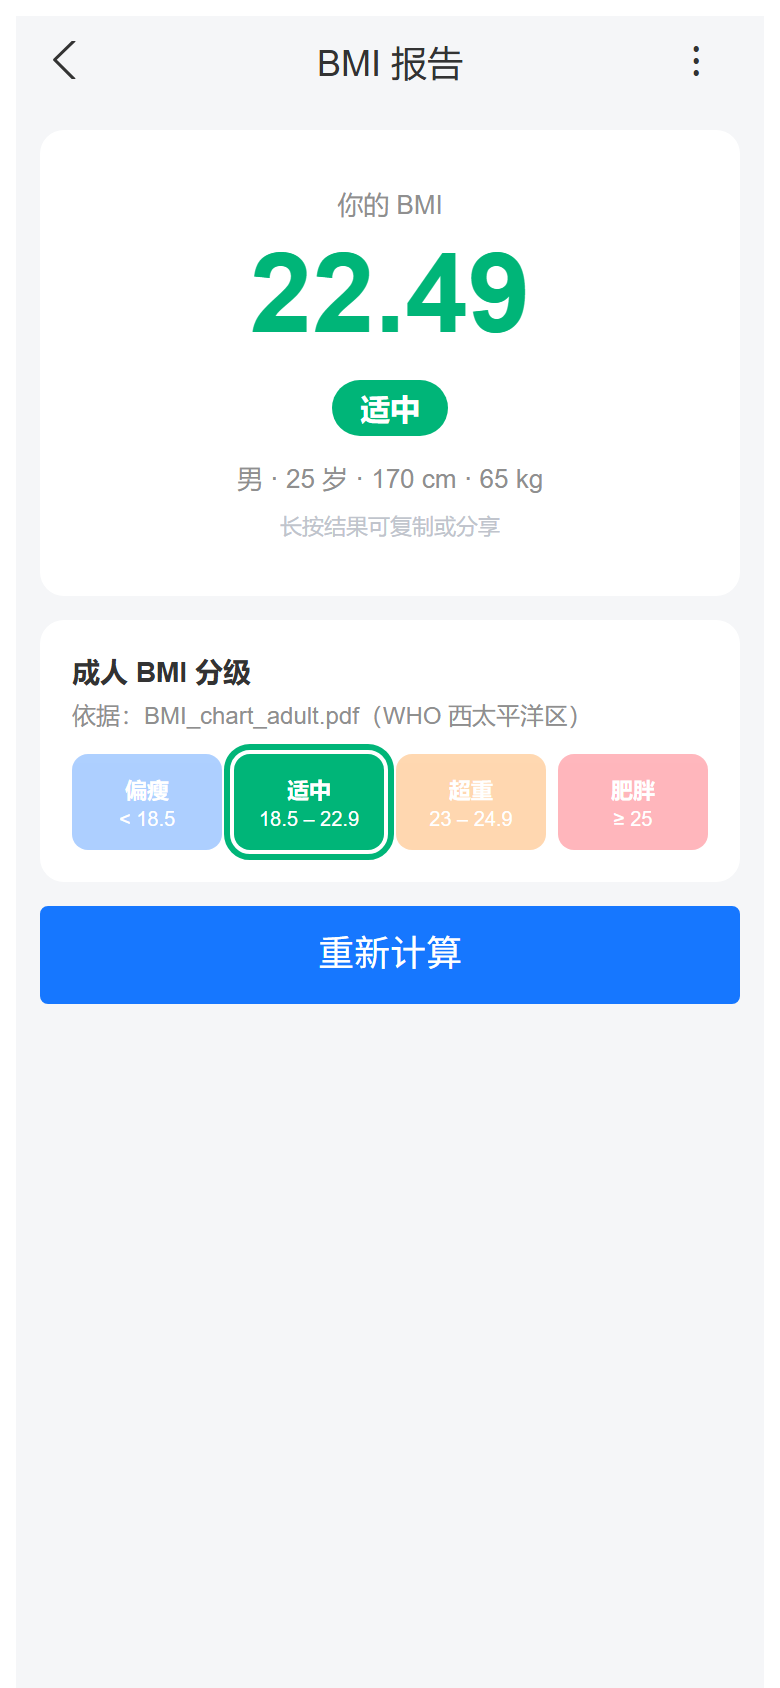 BMI 报告
你的 BMI
22.49
适中
男 · 25 岁 · 170 cm · 65 kg
长按结果可复制或分享
成人 BMI 分级
依据：BMI_chart_adult.pdf（WHO 西太平洋区）
偏瘦
< 18.5
适中
18.5 – 22.9
超重
23 – 24.9
肥胖
≥ 25
重新计算